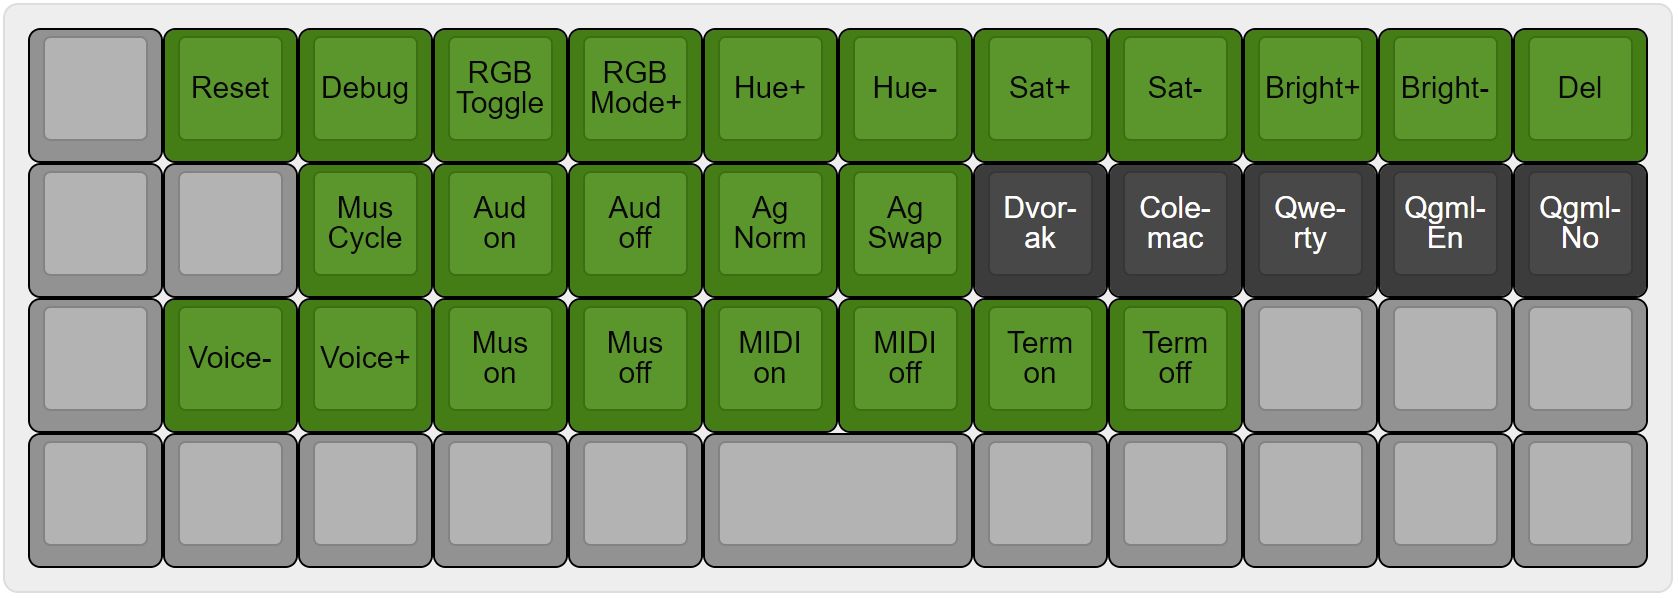 Reset
Debug
RGB
Toggle
RGB
Mode+
Hue+
Hue-
Sat+
Sat-
Bright+
Bright-
Del
Mus
Cycle
Aud
on
Aud
off
Ag
Norm
Ag
Swap
Dvor-
ak
Cole-
mac
Qwe-
rty
Qgml-
En
Qgml-
No
Voice-
Voice+
Mus
on
Mus
off
MIDI
on
MIDI
off
Term
on
Term
off